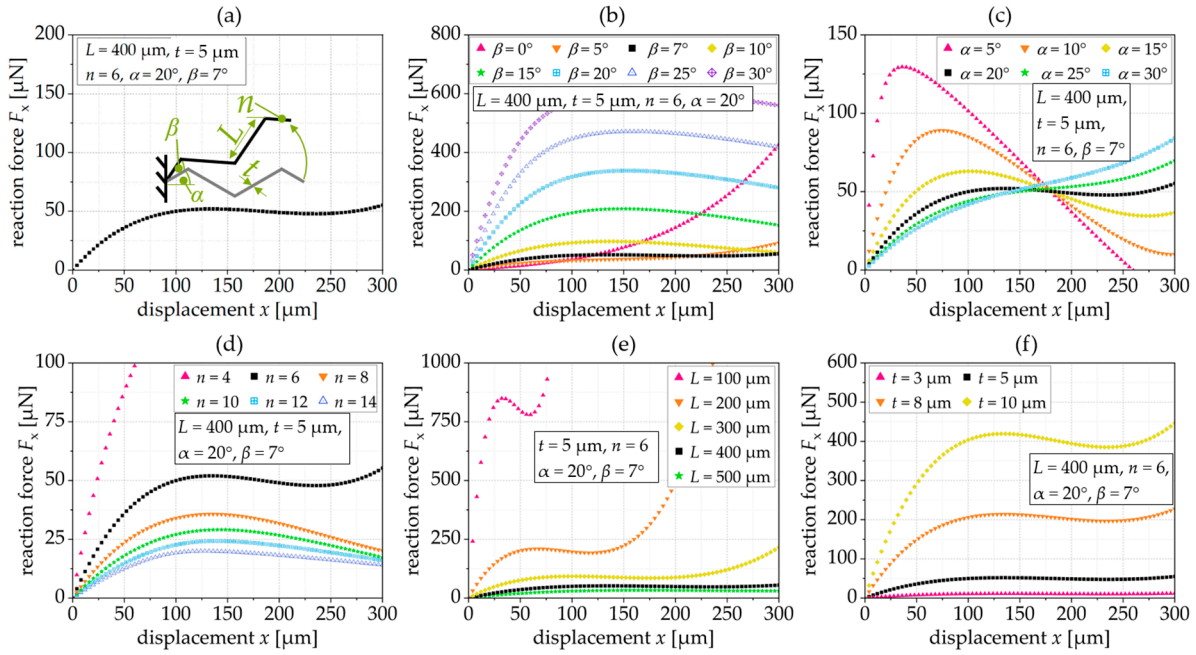 (a)
200
150
100
50
0
reaction force Fx [µN]
L = 400 µm, t = 5 µm
n = 6, α = 20°, β = 7°
n
β
L
t
α
0 50 100 150 200 250 300
displacement x [µm]
(b)
800
600
400
200
0
reaction force Fx [µN]
β = 0° β = 5° β = 7° β = 10°
β = 15° β = 20° β = 25° β = 30°
L = 400 µm, t = 5 µm, n = 6, α = 20°
0 50 100 150 200 250 300
displacement x [µm]
(c)
150
125
100
75
50
25
0
reaction force Fx [µN]
α = 5° α = 10° α = 15°
α = 20° α = 25° α = 30°
L = 400 µm,
t = 5 µm,
n = 6, β = 7°
0 50 100 150 200 250 300
displacement x [µm]
(d)
100
75
50
25
0
reaction force Fx [µN]
n = 4 n = 6 n = 8
n = 10 n = 12 n = 14
L = 400 µm, t = 5 µm,
α = 20°, β = 7°
0 50 100 150 200 250 300
displacement x [µm]
(e)
1000
750
500
250
0
reaction force Fx [µN]
L = 100 µm
L = 200 µm
L = 300 µm
L = 400 µm
L = 500 µm
t = 5 µm, n = 6
α = 20°, β = 7°
0 50 100 150 200 250 300
displacement x [µm]
(f)
600
500
400
300
200
100
0
reaction force Fx [µN]
t = 3 µm t = 5 µm
t = 8 µm t = 10 µm
L = 400 µm, n = 6,
α = 20°, β = 7°
0 50 100 150 200 250 300
displacement x [µm]